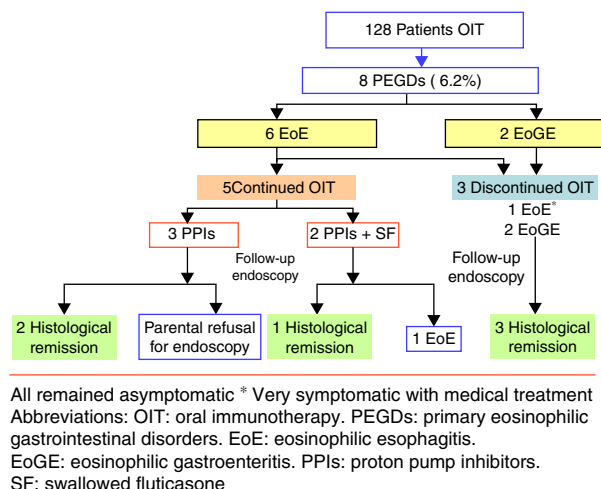 128 Patients OIT
8 PEGDs ( 6.2%)
6 EoE
2 EoGE
5Continued OIT
3 Discontinued OIT
1 EoE*
2 EoGE
3 PPIs
2 PPIs + SF
Follow-up
endoscopy
Follow-up
endoscopy
2 Histological
remission
Parental refusal
for endoscopy
1 Histological
remission
1 EoE
3 Histological
remission
All remained asymptomatic * Very symptomatic with medical treatment
Abbreviations: OIT: oral immunotherapy. PEGDs: primary eosinophilic
gastrointestinal disorders. EoE: eosinophilic esophagitis.
EoGE: eosinophilic gastroenteritis. PPIs: proton pump inhibitors.
SF: swallowed fluticasone